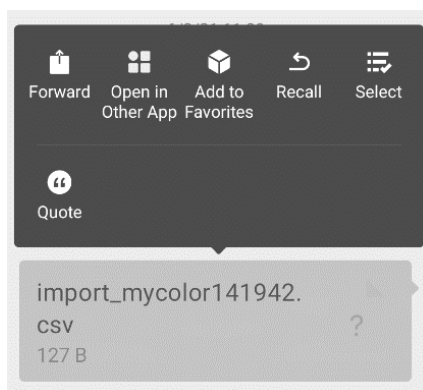 Forward
Open in
Other App
Add to
Favorites
Recall
Select
Quote
import_mycolor141942.
csv
?
127 B